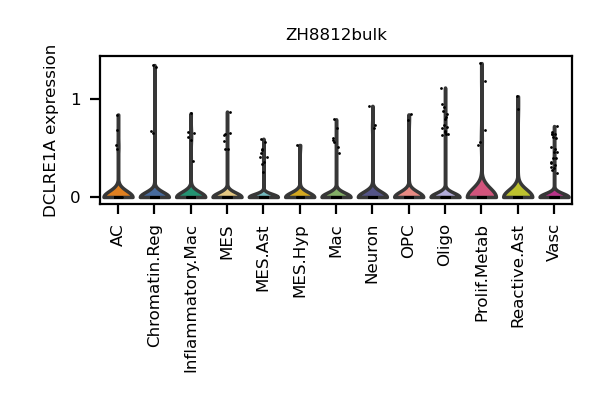 ZH8812bulk
DCLRE1A expression
1
0
AC
Chromatin.Reg
Inflammatory.Mac
MES
MES.Ast
MES.Hyp
Mac
Neuron
OPC
Oligo
Prolif.Metab
Reactive.Ast
Vasc